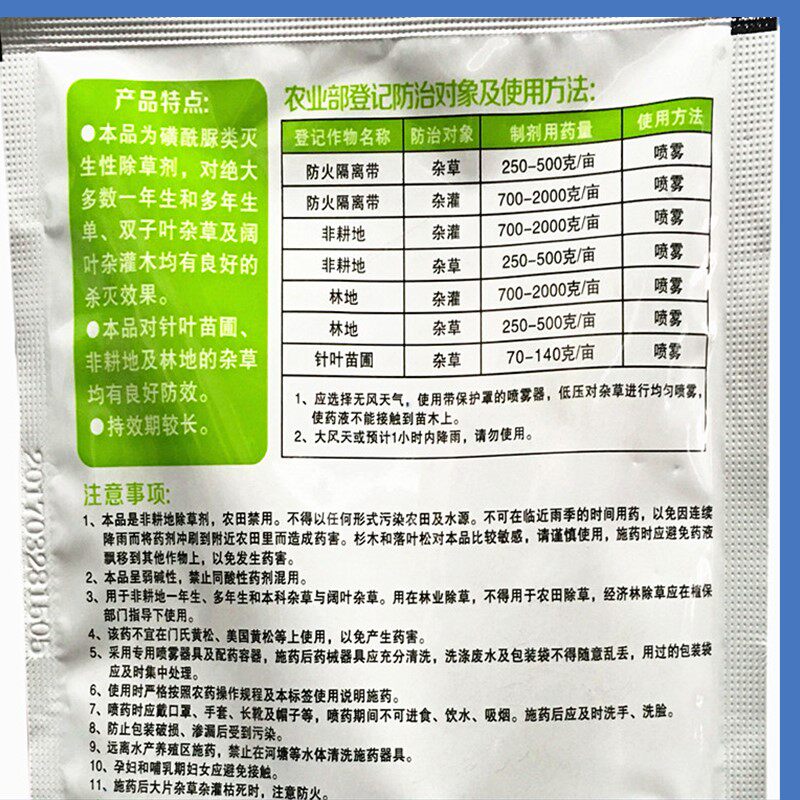 产品特点:
●本品为磺酰脲类灭
生性除草剂，对绝大
多数一年生和多年生
单、双子叶杂草及阔
叶杂灌木均有良好的
杀灭效果。
●本品对针叶苗圃、
非耕地及林地的杂草
均有良好防效。
●持效期较长。
农业部登记防治对象及使用方法:
登记作物名称 防治对象 制剂用药量 使用方法
防火隔离带 杂草 250-500克/亩 喷雾
防火隔离带 杂灌 700-2000克/亩 喷雾
非耕地 杂灌 700-2000克/亩 喷雾
非耕地 杂草 250-500克/亩 喷雾
林地 杂灌 700-2000克/亩 喷雾
林地 杂草 250-500克/亩 喷雾
针叶苗圃 杂草 70-140克/亩 喷雾
1、应选择无风天气，使用带保护罩的喷雾器，低压对杂草进行均匀喷雾，
使药液不能接触到苗木上。
2、大风天或预计1小时内降雨，请勿使用。
注意事项:
1、本品是非耕地除草剂，农田禁用。不得以任何形式污染农田及水源。不可在临近雨季的时间用药，以免因连续
降雨而将药剂冲刷到附近农田里而造成药害。杉木和落叶松对本品比较敏感，请谨慎使用，施药时应避免药液
飘移到其他作物上，以免发生药害。
2、本品呈弱碱性，禁止同酸性药剂混用。
3、用于非耕地一年生、多年生和本科杂草与阔叶杂草。用在林业除草，不得用于农田除草，经济林除草应在植保
部门指导下使用。
4、该药不宜在门氏黄松、美国黄松等上使用，以免产生药害。
5、采用专用喷雾器具及配药容器，施药后药械器具应充分清洗，洗涤废水及包装袋不得随意乱丢，用过的包装袋
应及时集中处理。
6、使用时严格按照农药操作规程及本标签使用说明施药。
7、喷药时应戴口罩、手套、长靴及帽子等，喷药期间不可进食、饮水、吸烟。施药后应及时洗手、洗脸。
8、防止包装破损、渗漏后受到污染。
9、远离水产养殖区施药，禁止在河塘等水体清洗施药器具。
10、孕妇和哺乳期妇女应避免接触。
11、施药后大片杂草杂灌枯死时，注意防火。
201703281505